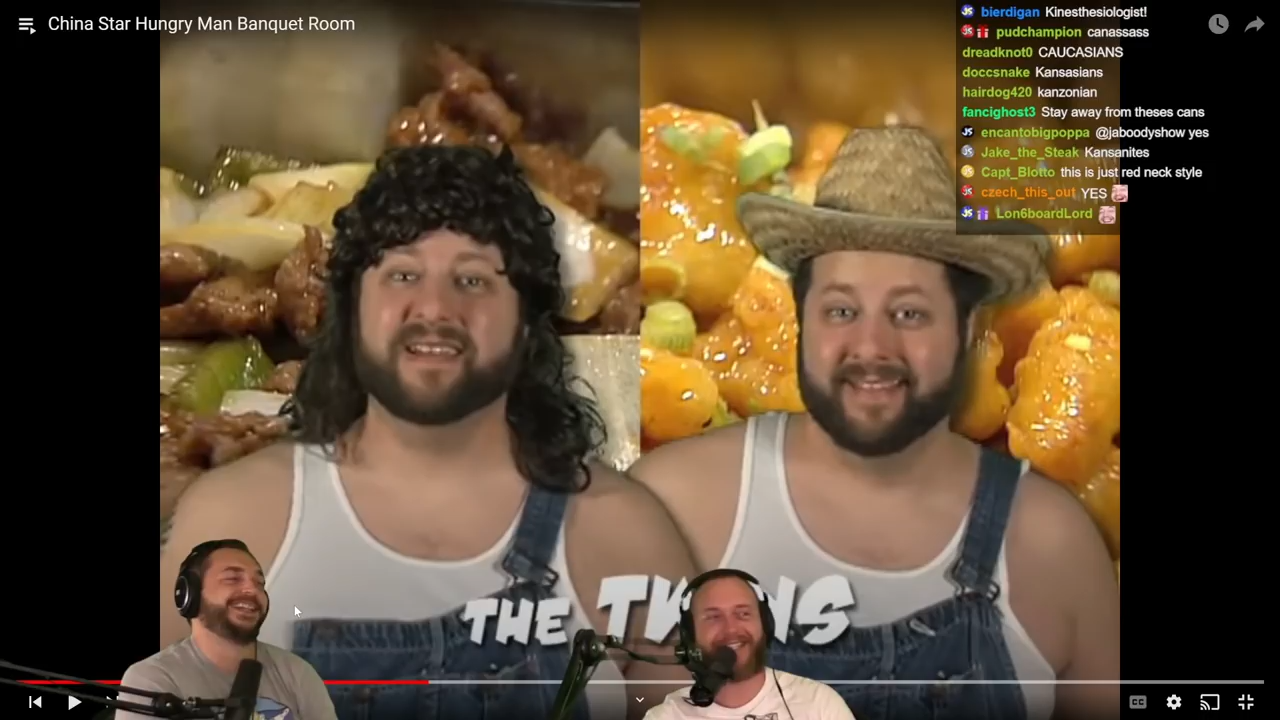 China Star Hungry Man Banquet Room
bierdigan Kinesthesiologist!
pudchampion canassass
dreadknot0 CAUCASIANS
doccsnake Kansasians
hairdog420 kanzonian
fancighost3 Stay away from theses cans
encantobigpoppa @jaboodyshow yes
Jake_the_Steak Kansanites
Capt_Blotto this is just red neck style
czech_this_out YES
Lon6boardLord
THE TWINS
CC